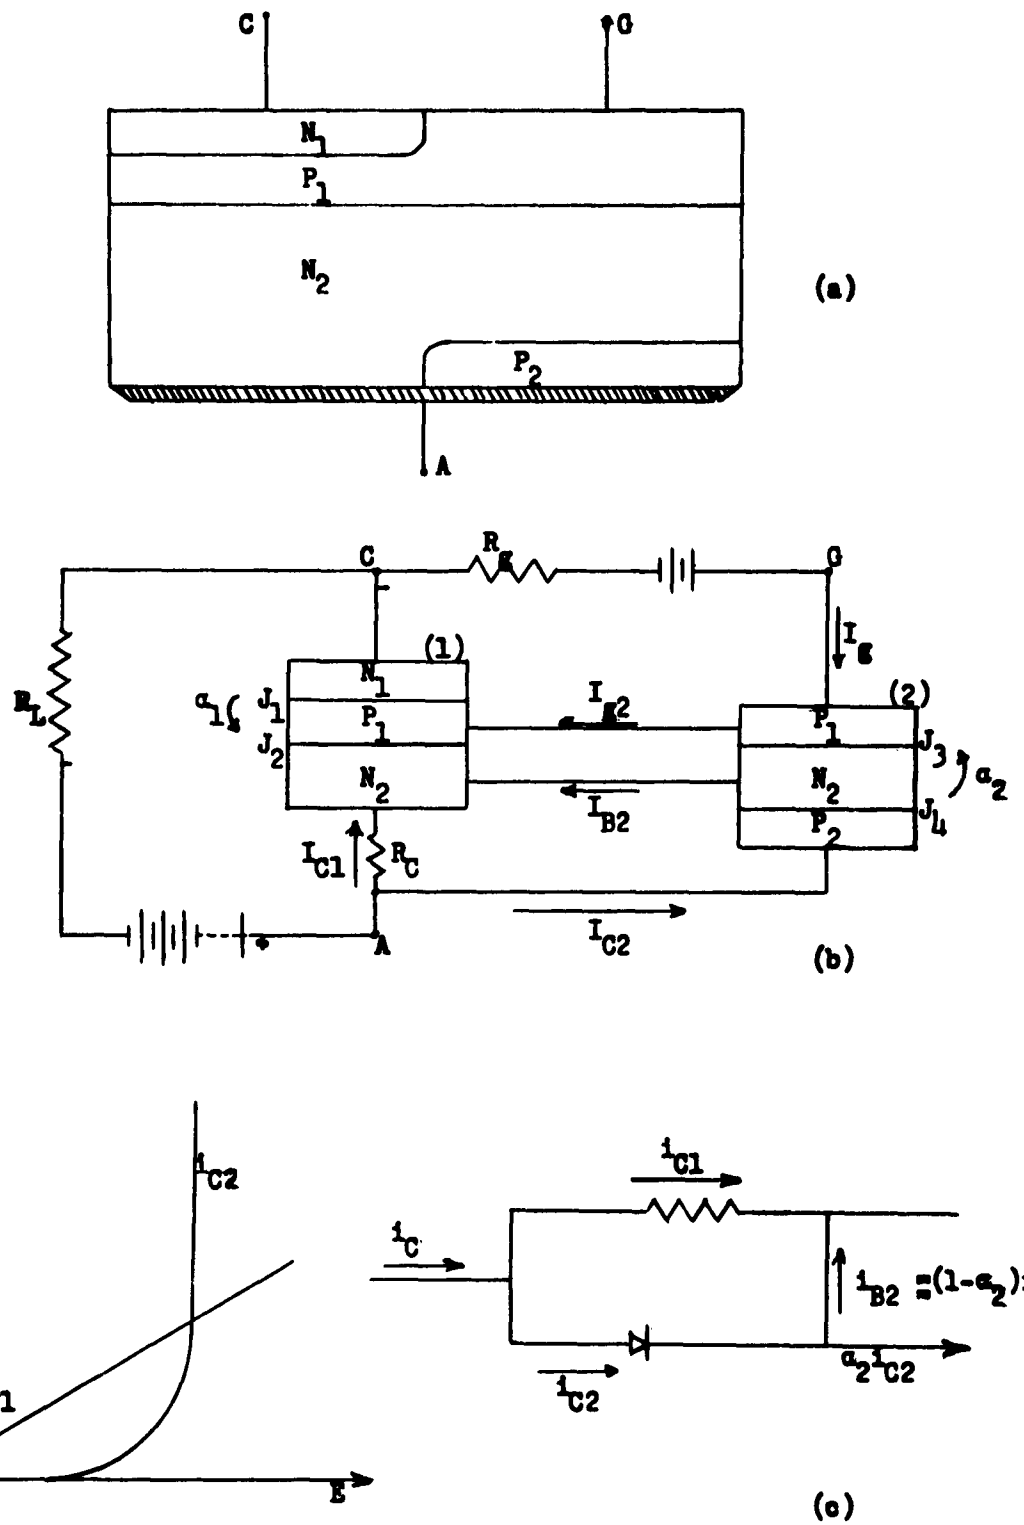 C G
N1
P1
N2
(a)
P2
A
C Rg G
Ig
(1)
N1
α1 J1
P1
Ig2
(2)
P1
RL
J2
J3
N2
N2
α2
IB2
J4
P2
IC1 RC
IC2
A
(b)
iC2
iC1
iC
iB2 ≈(1-α2)
1
α2iC2
iC2
E
(c)